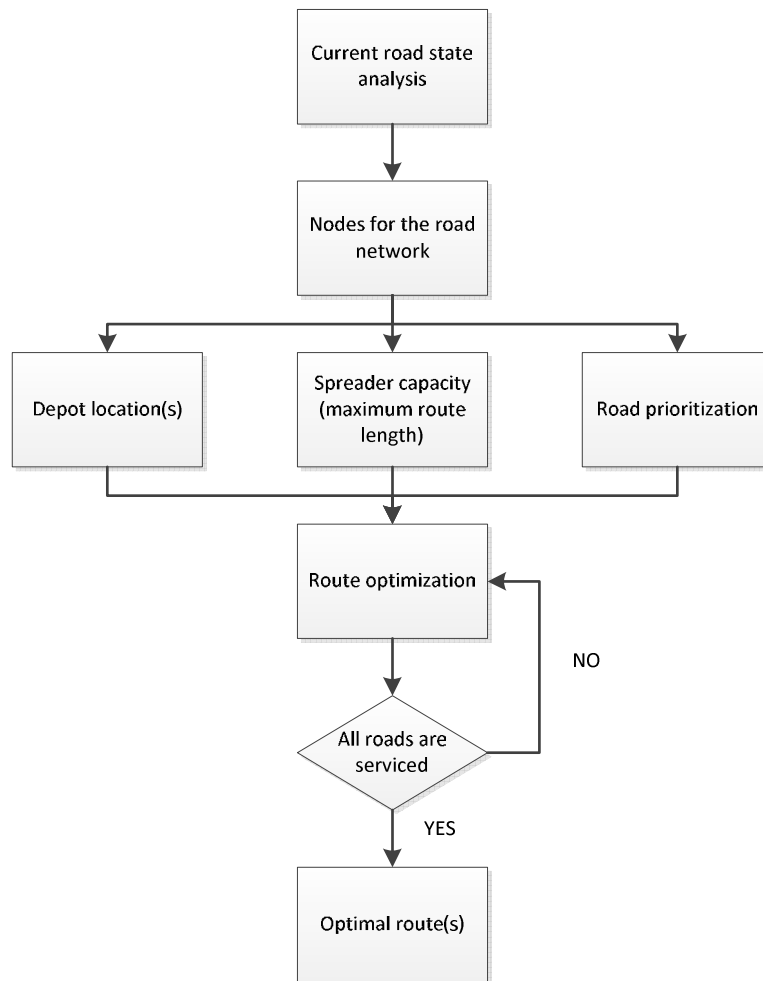 Current road state
analysis
Nodes for the road
network
Depot location(s)
Spreader capacity
(maximum route
length)
Road prioritization
Route optimization
NO
All roads are
serviced
YES
Optimal route(s)